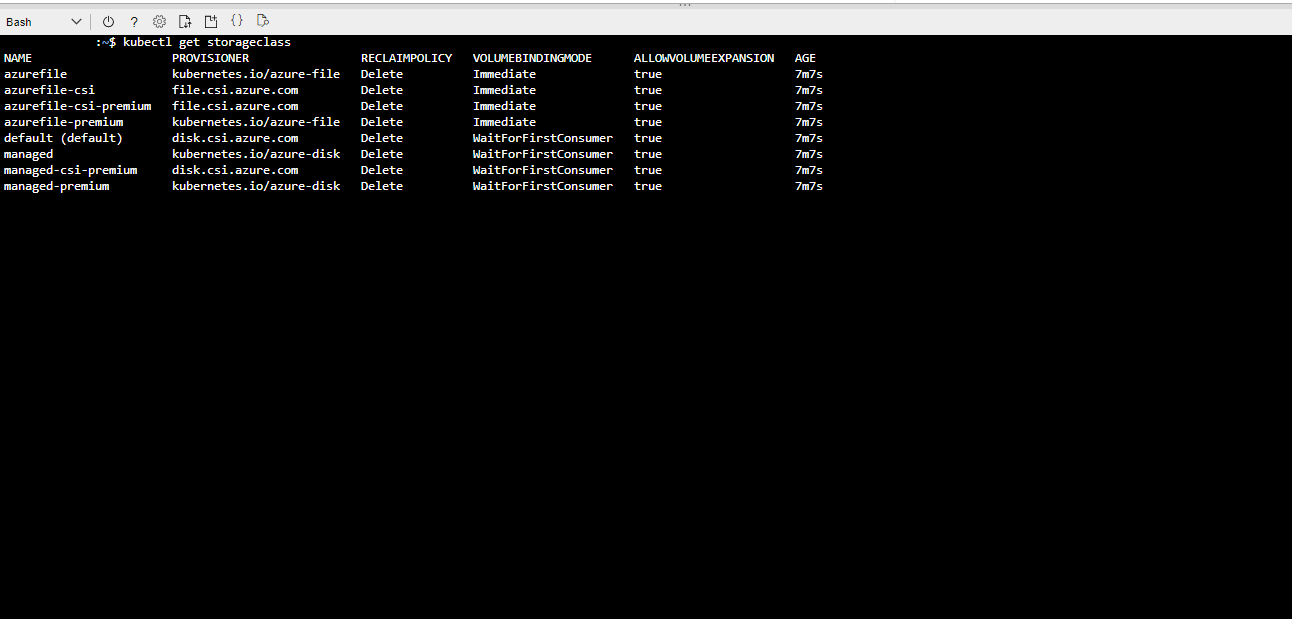 Bash
:~$ kubectl get storageclass
NAME PROVISIONER RECLAIMPOLICY VOLUMEBINDINGMODE ALLOWVOLUMEEXPANSION AGE
azurefile kubernetes.io/azure-file Delete Immediate true 7m7s
azurefile-csi file.csi.azure.com Delete Immediate true 7m7s
azurefile-csi-premium file.csi.azure.com Delete Immediate true 7m7s
azurefile-premium kubernetes.io/azure-file Delete Immediate true 7m7s
default (default) disk.csi.azure.com Delete WaitForFirstConsumer true 7m7s
managed kubernetes.io/azure-disk Delete WaitForFirstConsumer true 7m7s
managed-csi-premium disk.csi.azure.com Delete WaitForFirstConsumer true 7m7s
managed-premium kubernetes.io/azure-disk Delete WaitForFirstConsumer true 7m7s